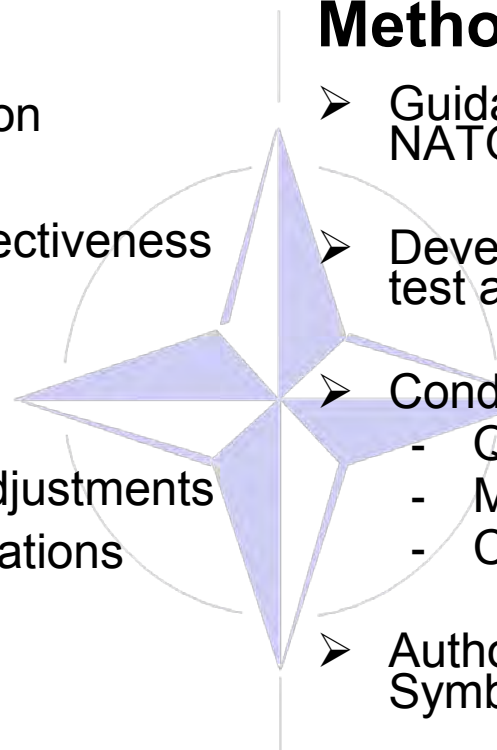 on
ectiveness
djustments
ations
Metho
➢ Guida
NATO
➢ Deve
test a
➢ Cond
- Q
- M
-
➢ Autho
Symb